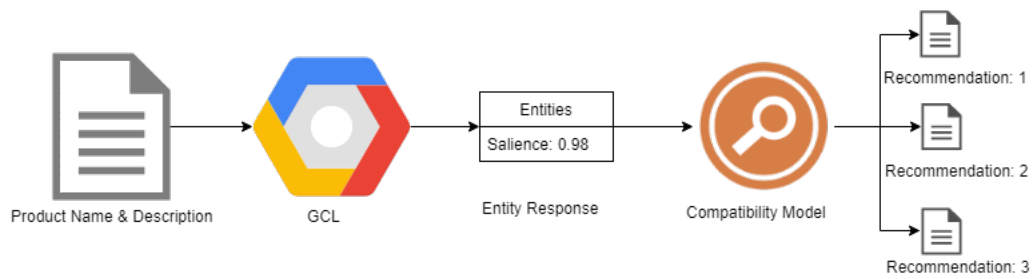 Product Name & Description
GCL
Entities
Salience: 0.98
Entity Response
Compatibility Model
Recommendation: 1
Recommendation: 2
Recommendation: 3